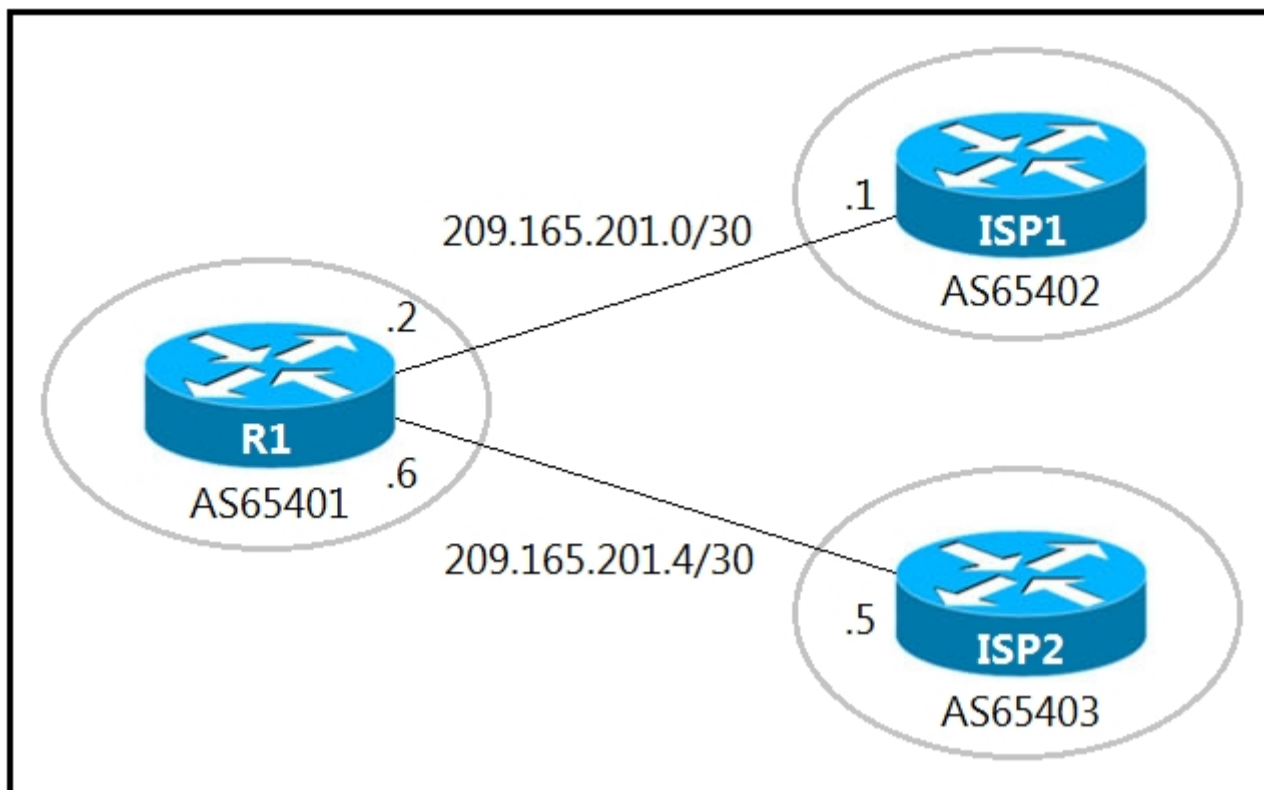 .1
209.165.201.0/30
ISP1
AS65402
.2
R1
.6
AS65401
209.165.201.4/30
.5
ISP2
AS65403